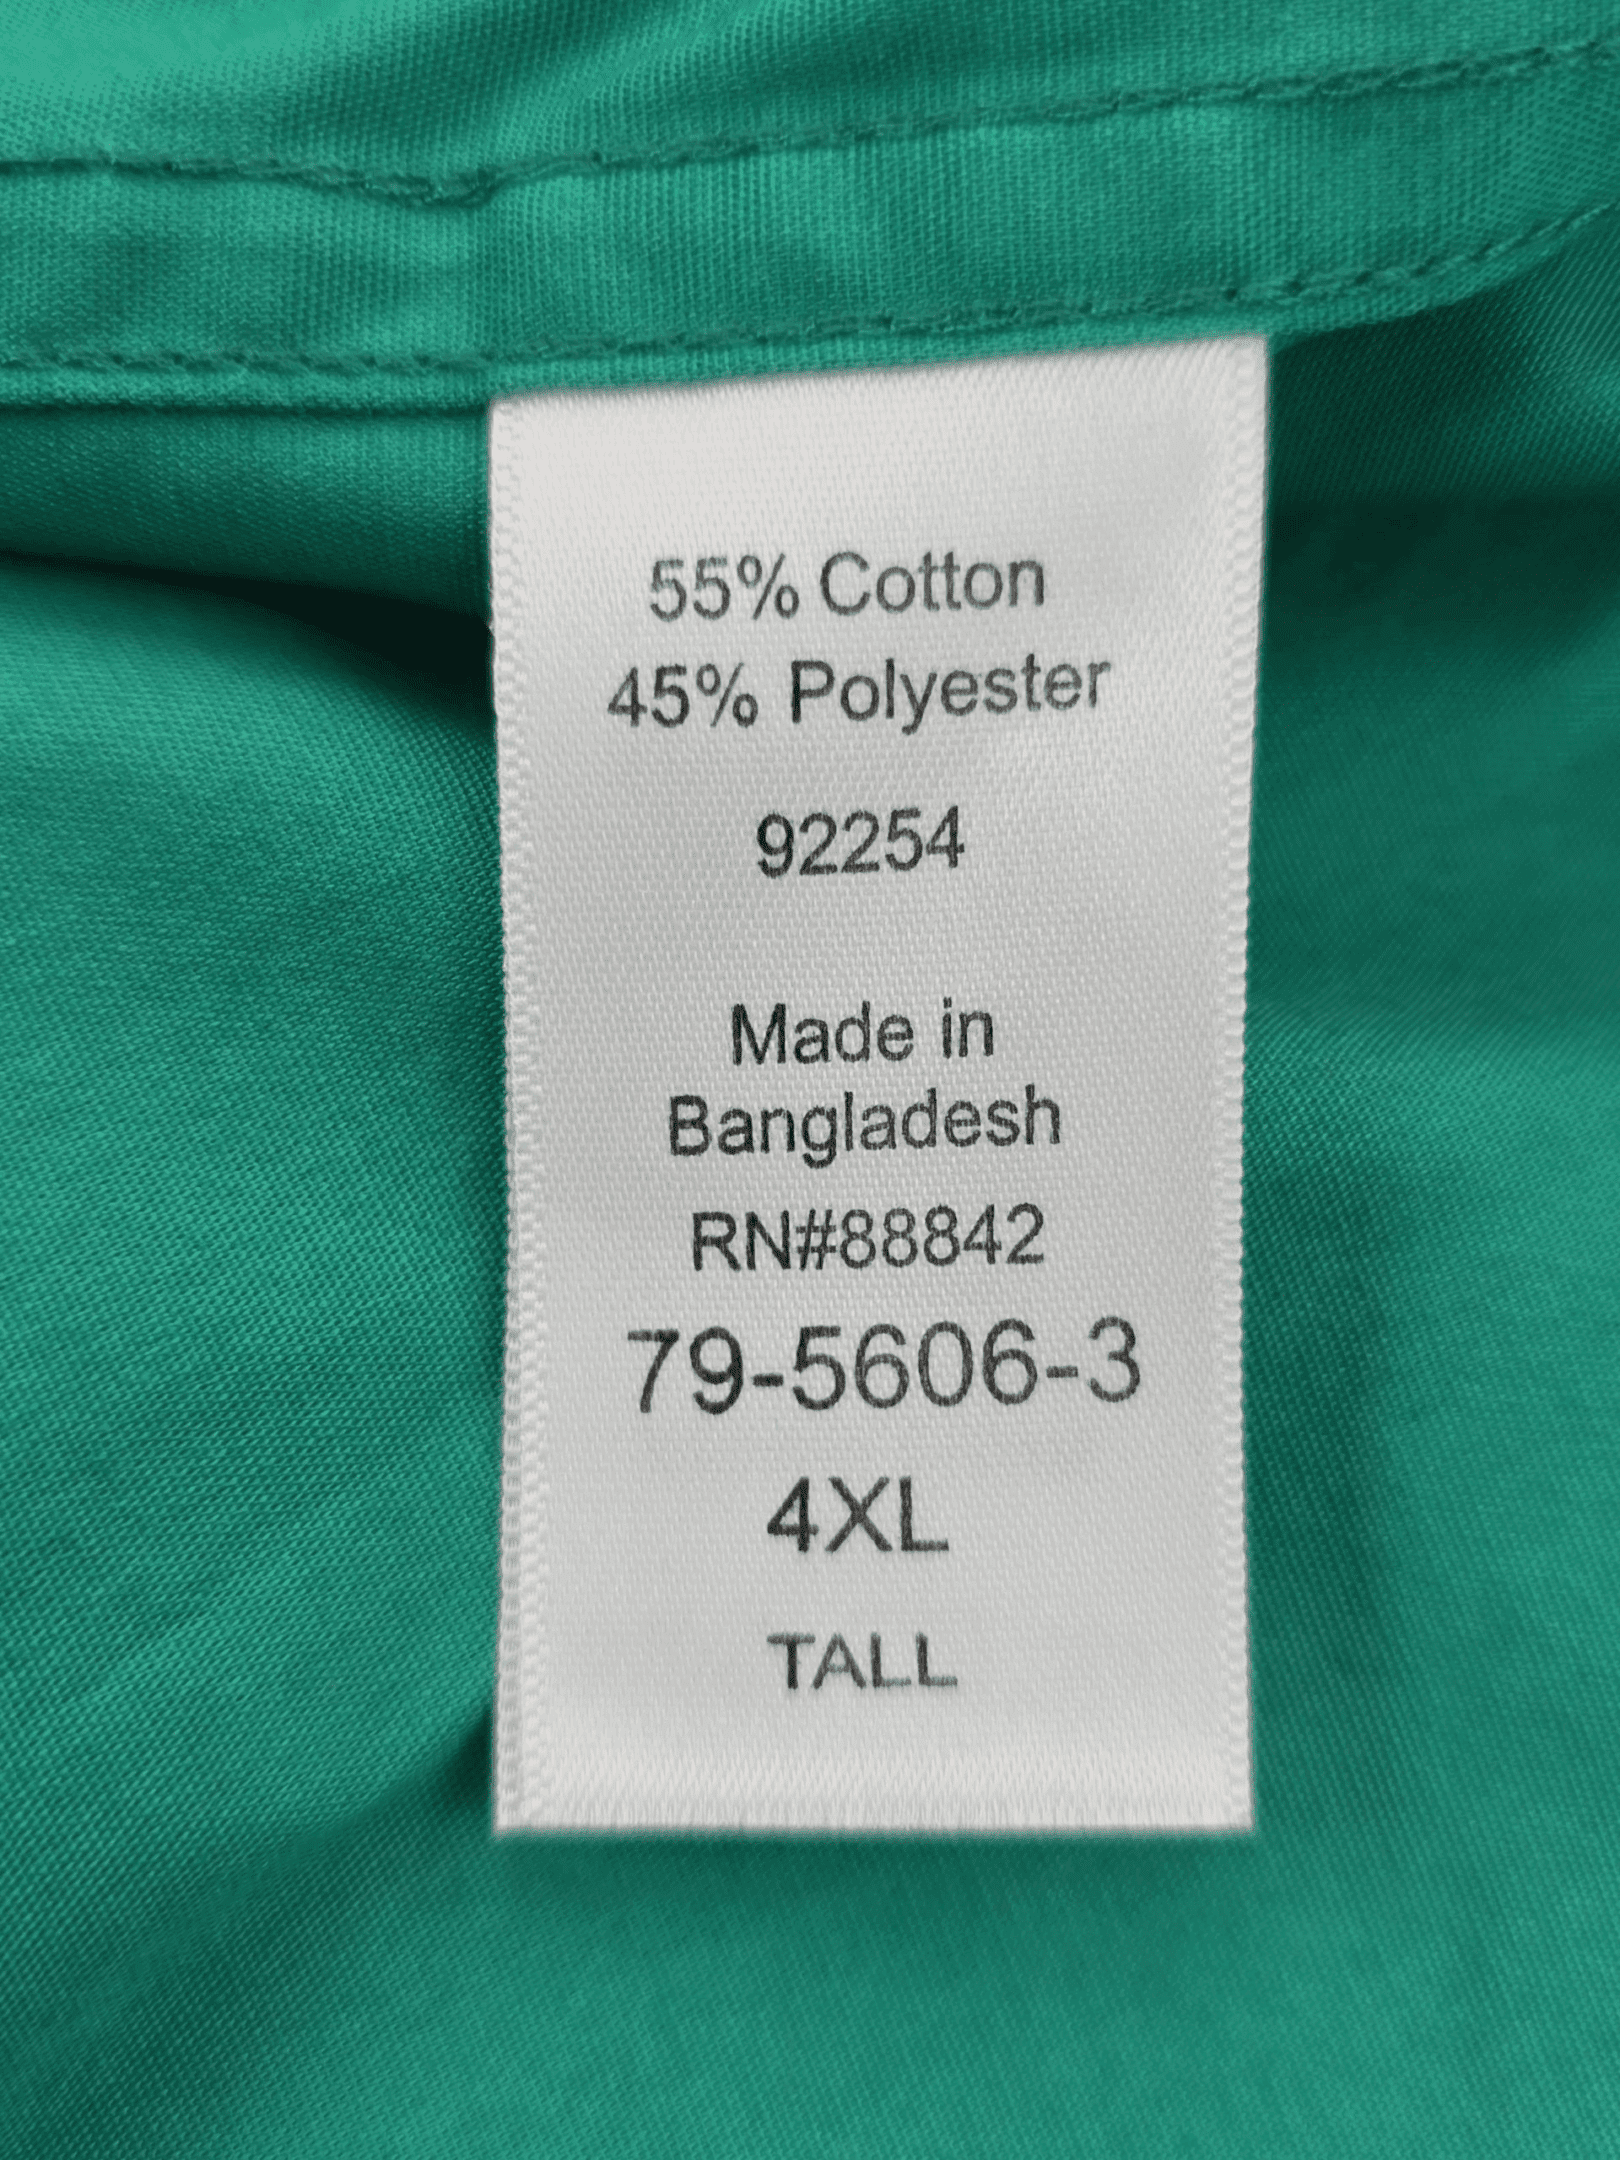 55% Cotton
45% Polyester
92254
Made in
Bangladesh
RN#88842
79-5606-3
4XL
TALL